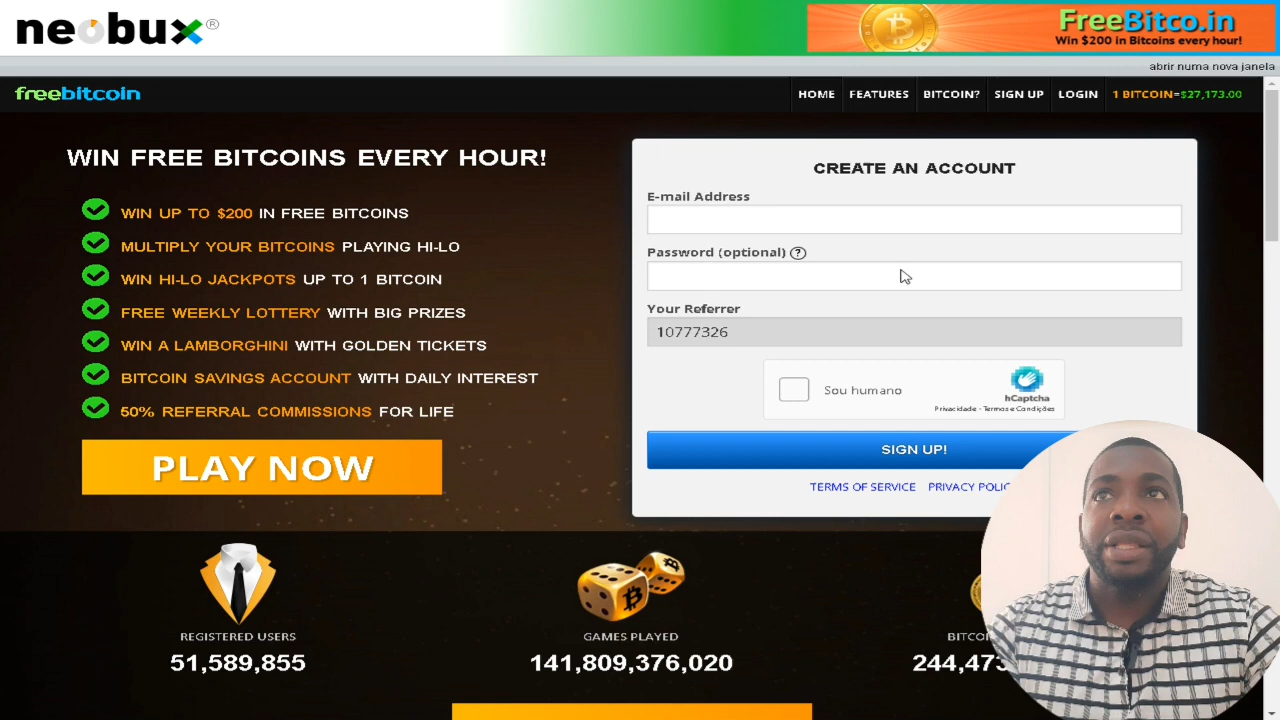 neobux®
FreeBitco.in
Win $200 in Bitcoins every hour!
abrir numa nova janela
freebitcoin
HOME FEATURES BITCOIN? SIGN UP LOGIN 1 BITCOIN=$27,173.00
WIN FREE BITCOINS EVERY HOUR!
WIN UP TO $200 IN FREE BITCOINS
MULTIPLY YOUR BITCOINS PLAYING HI-LO
WIN HI-LO JACKPOTS UP TO 1 BITCOIN
FREE WEEKLY LOTTERY WITH BIG PRIZES
WIN A LAMBORGHINI WITH GOLDEN TICKETS
BITCOIN SAVINGS ACCOUNT WITH DAILY INTEREST
50% REFERRAL COMMISSIONS FOR LIFE
PLAY NOW
CREATE AN ACCOUNT
E-mail Address
Password (optional) ?
Your Referrer
10777326
Sou humano
hCaptcha
Privacidade - Termos e Condições
SIGN UP!
TERMS OF SERVICE PRIVACY
REGISTERED USERS
51,589,855
GAMES PLAYED
141,809,376,020